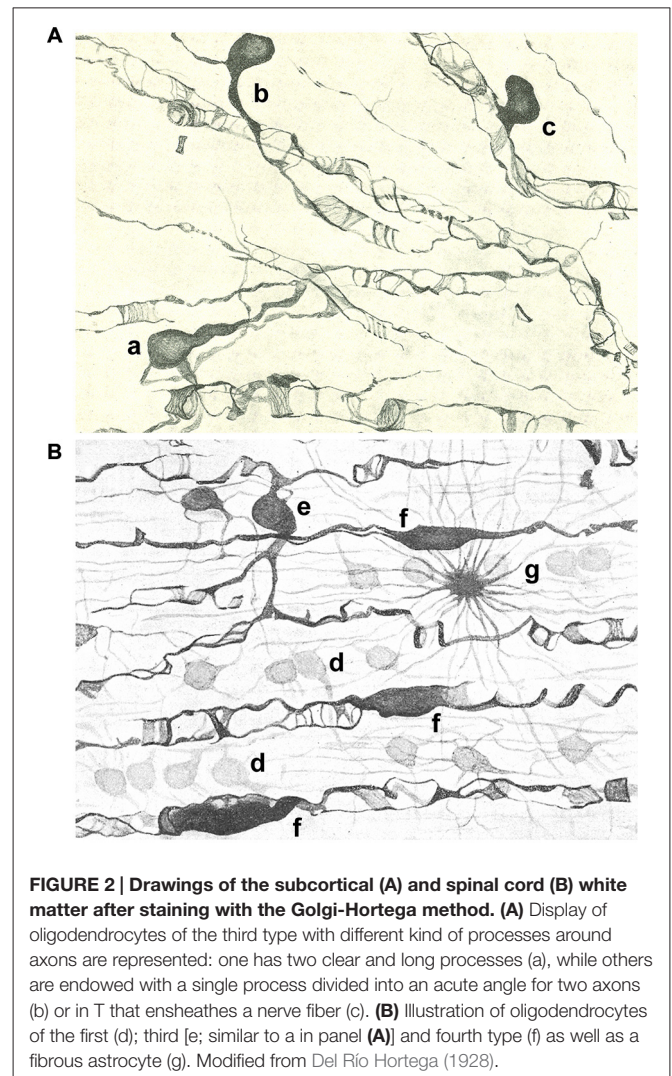 A
b
c
a
B
e
f
g
d
f
d
f
FIGURE 2 | Drawings of the subcortical (A) and spinal cord (B) white
matter after staining with the Golgi-Hortega method. (A) Display of
oligodendrocytes of the third type with different kind of processes around
axons are represented: one has two clear and long processes (a), while others
are endowed with a single process divided into an acute angle for two axons
(b) or in T that ensheathes a nerve fiber (c). (B) Illustration of oligodendrocytes
of the first (d); third [e; similar to a in panel (A)] and fourth type (f) as well as a
fibrous astrocyte (g). Modified from Del Río Hortega (1928).